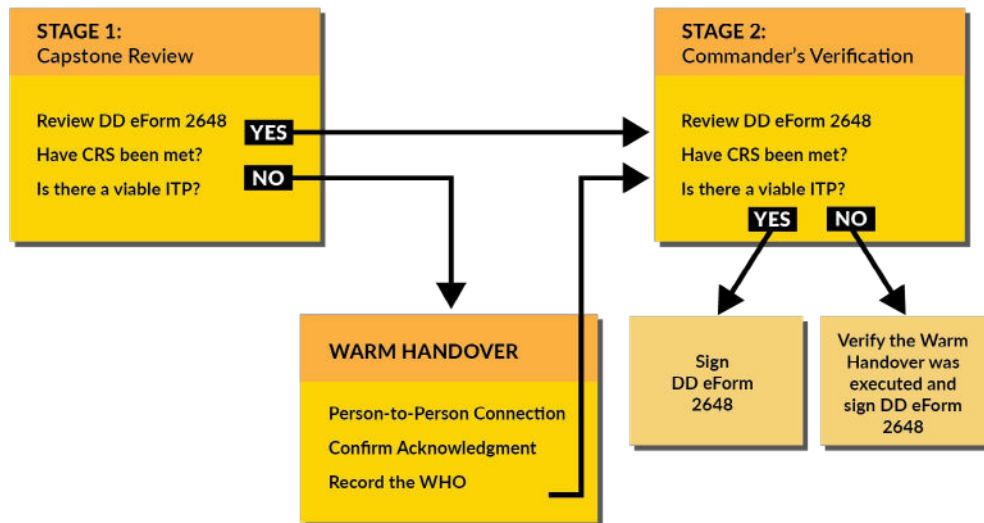 STAGE 1:
Capstone Review
Review DD eForm 2648
Have CRS been met?
Is there a viable ITP?
YES
NO
WARM HANDOVER
Person-to-Person Connection
Confirm Acknowledgment
Record the WHO
STAGE 2:
Commander's Verification
Review DD eForm 2648
Have CRS been met?
Is there a viable ITP?
YES
NO
Sign
DD eForm
2648
Verify the Warm
Handover was
executed and
sign DD eForm
2648